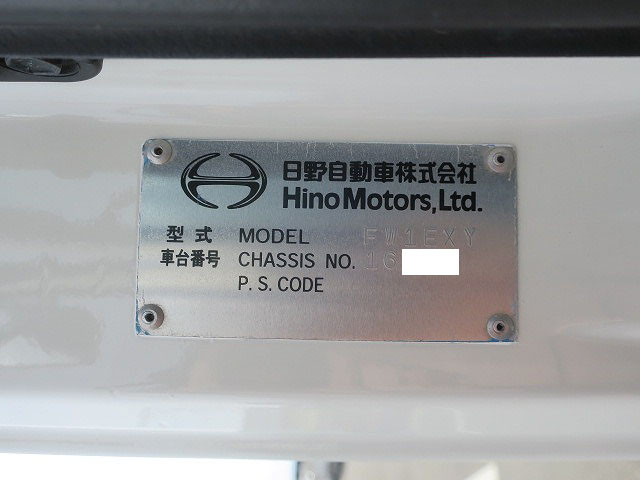 日野自動車株式会社
Hino Motors, Ltd.
型式 MODEL FW1EXY
車台番号 CHASSIS NO. 16
P.S.CODE